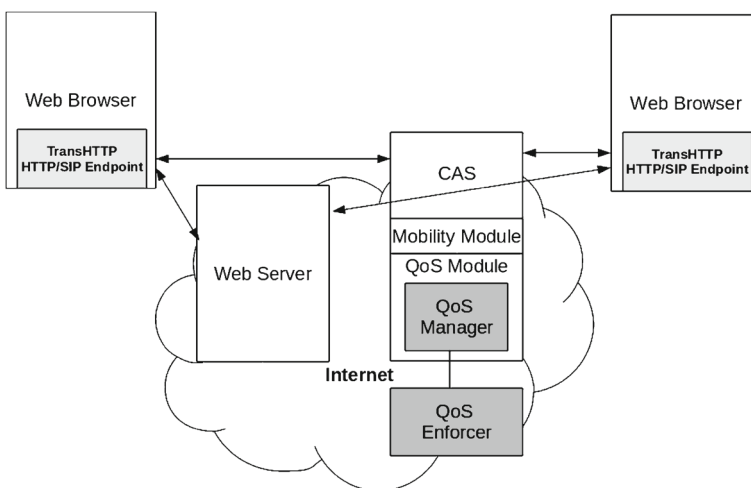 Web Browser
TransHTTP
HTTP/SIP Endpoint
Web Browser
TransHTTP
HTTP/SIP Endpoint
CAS
Mobility Module
QoS Module
QoS
Manager
Web Server
Internet
QoS
Enforcer